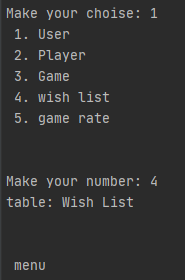 Make your choise: 1
1. User
2. Player
3. Game
4. wish list
5. game rate
Make your number: 4
table: Wish List
menu